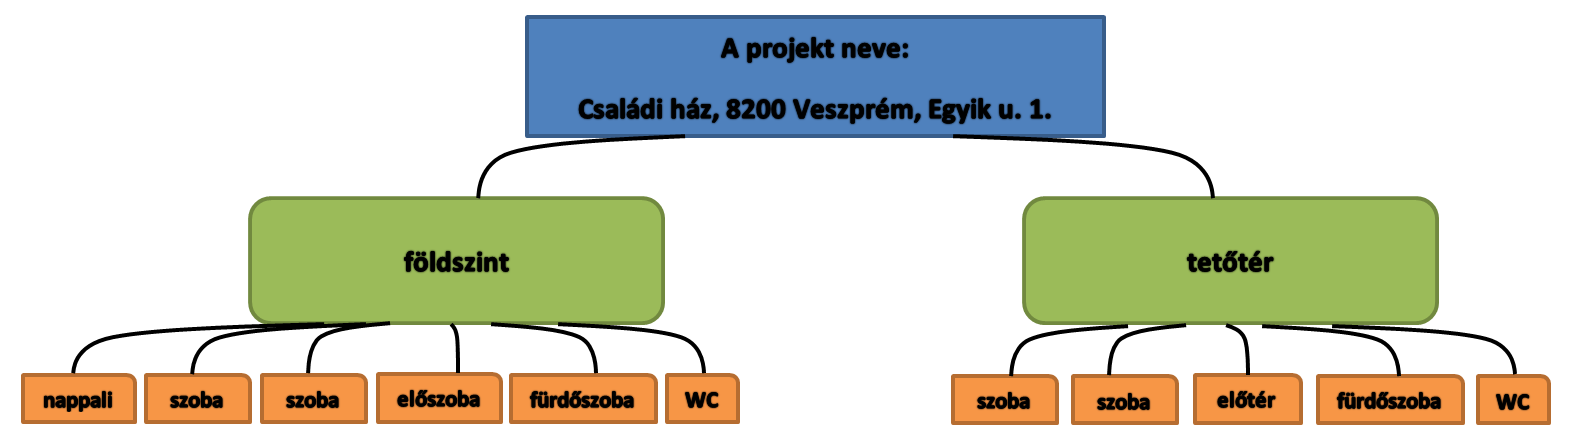 A projekt neve:
Családi ház, 8200 Veszprém, Egyik u. 1.
földszint
tetőtér
nappali
szoba
szoba
előszoba
fürdőszoba
WC
szoba
szoba
előtér
fürdőszoba
WC